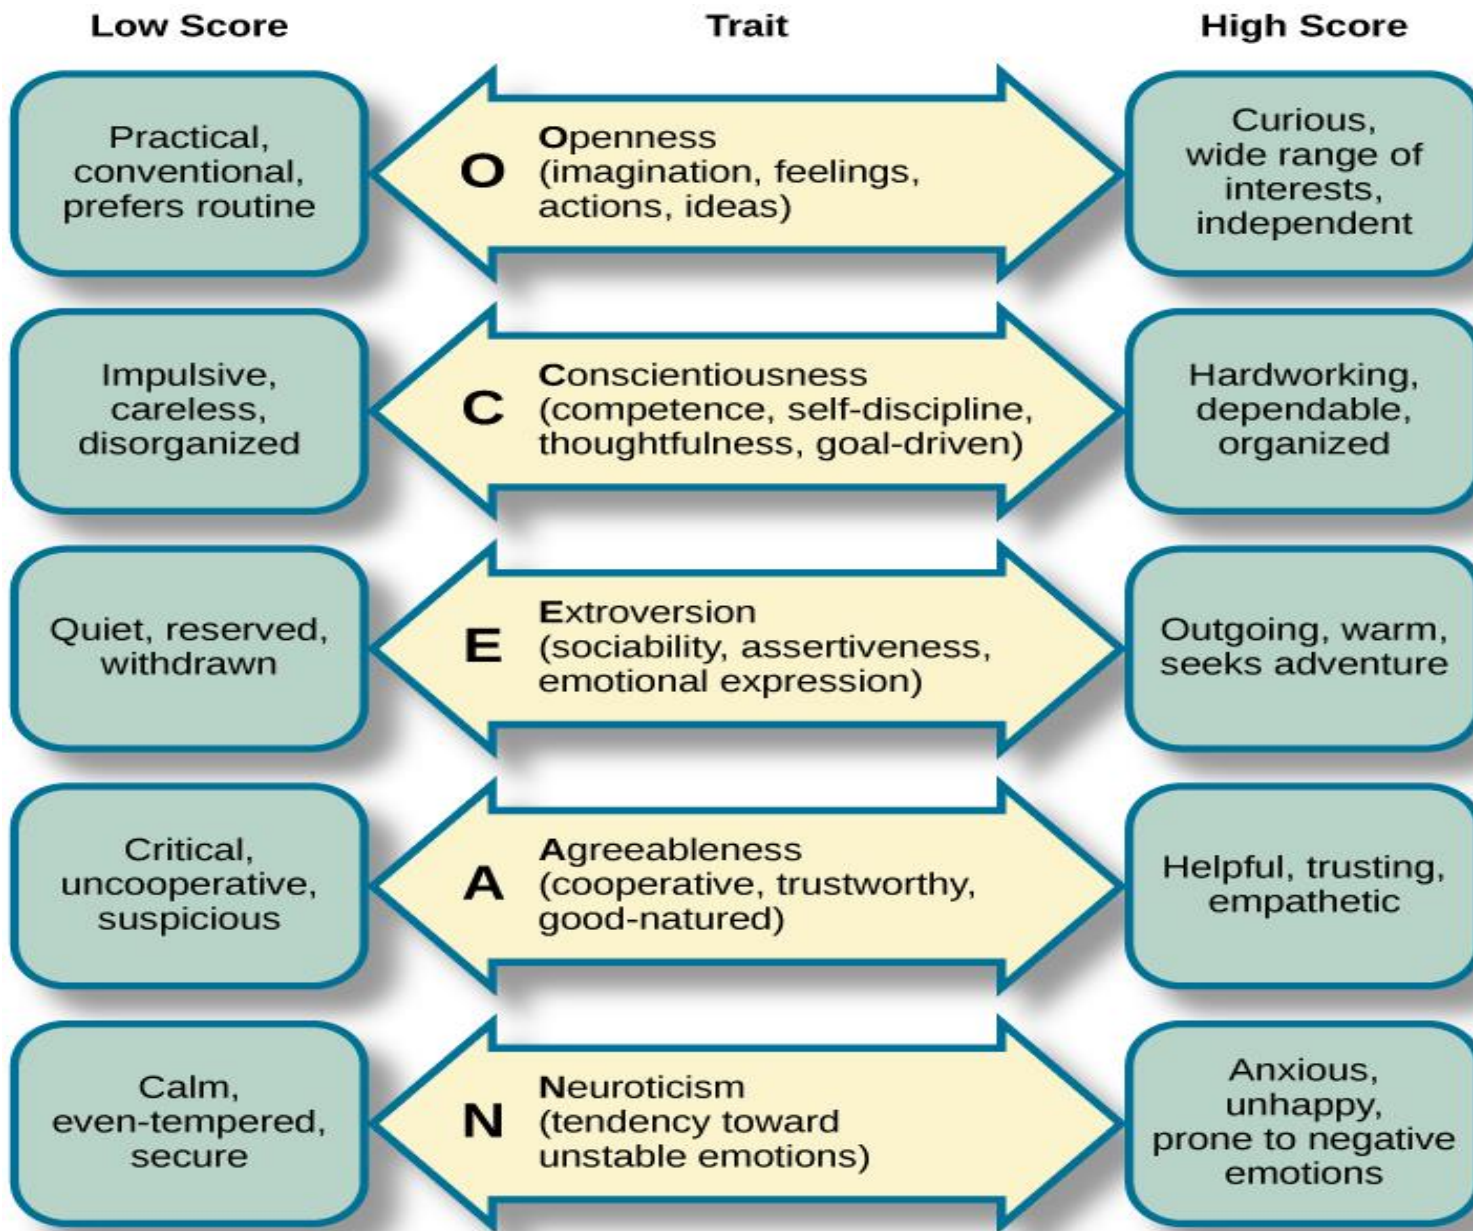 Low Score
Trait
High Score
Practical,
conventional,
prefers routine
O
Openness
(imagination, feelings,
actions, ideas)
Curious,
wide range of
interests,
independent
Impulsive,
careless,
disorganized
C
Conscientiousness
(competence, self-discipline,
thoughtfulness, goal-driven)
Hardworking,
dependable,
organized
Quiet, reserved,
withdrawn
E
Extroversion
(sociability, assertiveness,
emotional expression)
Outgoing, warm,
seeks adventure
Critical,
uncooperative,
suspicious
A
Agreeableness
(cooperative, trustworthy,
good-natured)
Helpful, trusting,
empathetic
Calm,
even-tempered,
secure
N
Neuroticism
(tendency toward
unstable emotions)
Anxious,
unhappy,
prone to negative
emotions